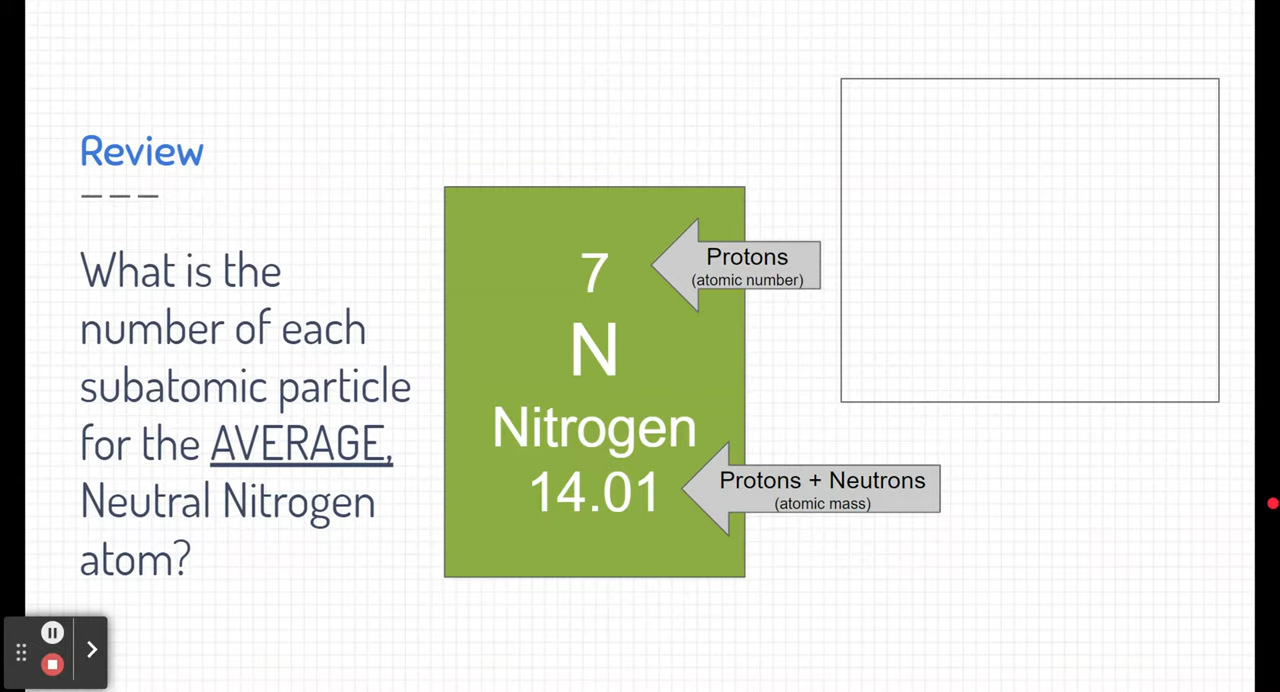 Review
What is the
number of each
subatomic particle
for the AVERAGE,
Neutral Nitrogen
atom?
7
N
Nitrogen
14.01
Protons
(atomic number)
Protons + Neutrons
(atomic mass)